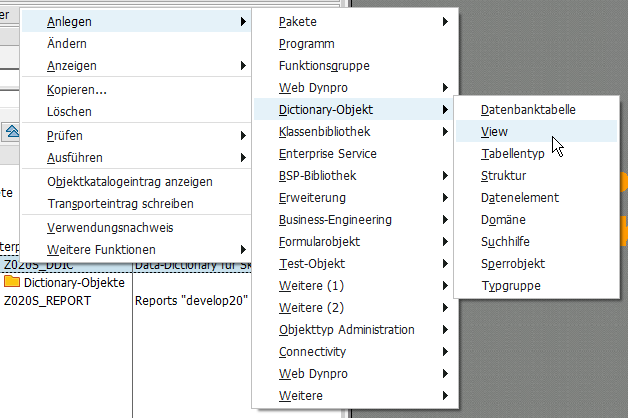 er
Anlegen
Ändern
Anzeigen
Kopieren...
Löschen
Prüfen
Ausführen
Objektkatalogeintrag anzeigen
Transporteintrag schreiben
Verwendungsnachweis
Weitere Funktionen
Pakete
Programm
Funktionsgruppe
Web Dynpro
Dictionary-Objekt
Klassenbibliothek
Enterprise Service
BSP-Bibliothek
Erweiterung
Business-Engineering
Formularobjekt
Test-Objekt
Weitere (1)
Weitere (2)
Objekttyp Administration
Connectivity
Web Dynpro
Weitere
Datenbanktabelle
View
Tabellentyp
Struktur
Datenelement
Domäne
Suchhilfe
Sperrobjekt
Typgruppe
ete
terp
Z020S_DDIC Data-Dictionary für Sk
Dictionary-Objekte
Z020S_REPORT Reports "develop20"